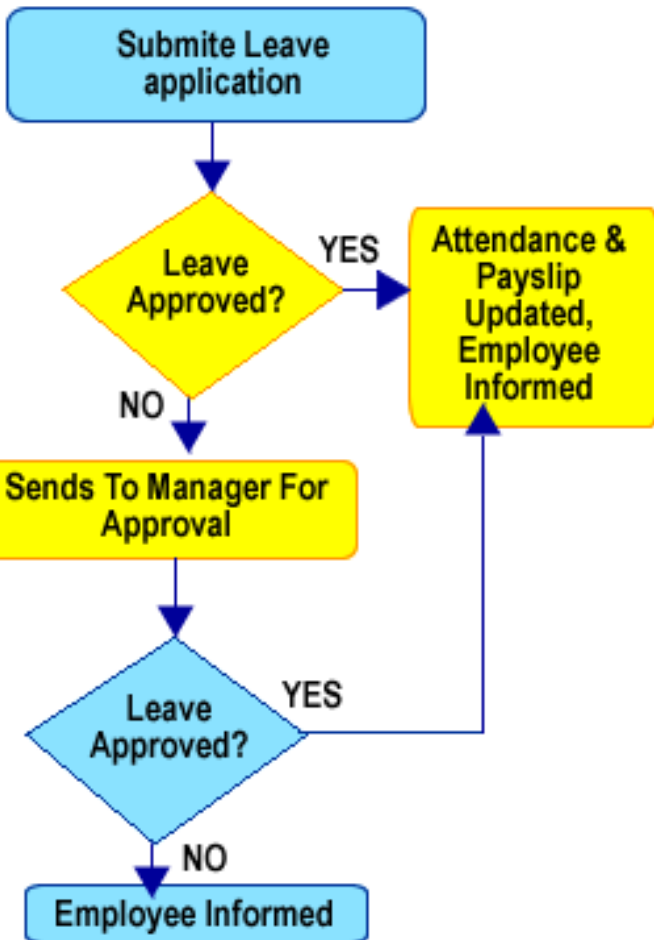 Submite Leave
application
Leave
Approved?
YES
Attendance &
Payslip
Updated,
Employee
Informed
NO
Sends To Manager For
Approval
Leave
Approved?
YES
NO
Employee Informed